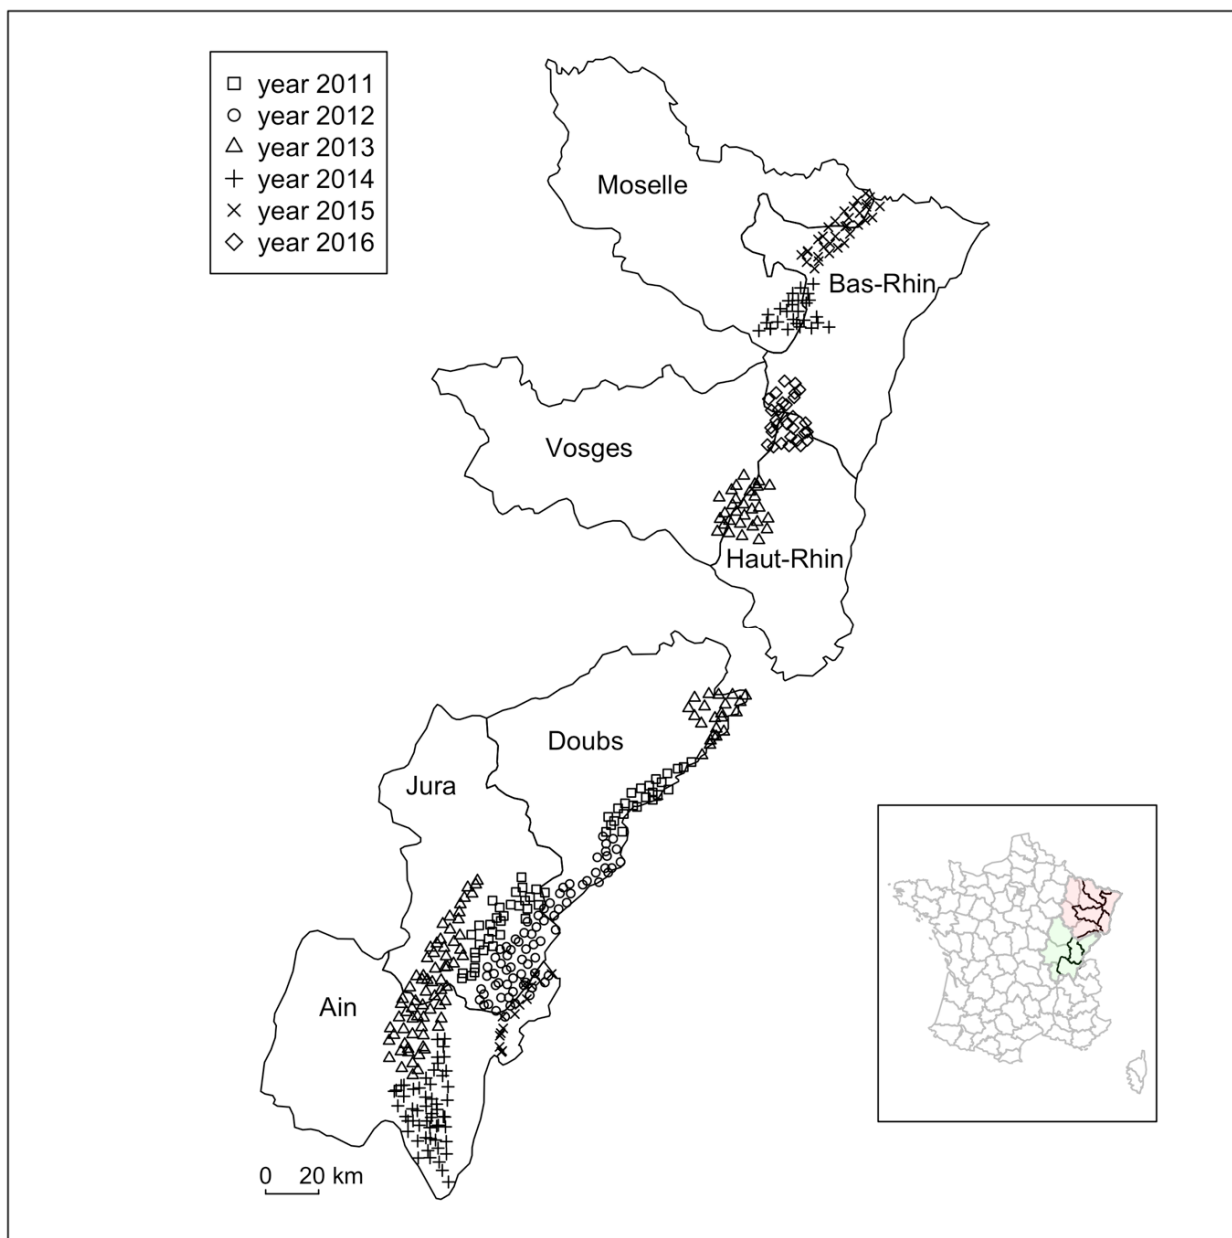 year 2011
year 2012
year 2013
year 2014
year 2015
year 2016
Moselle
Bas-Rhin
Vosges
Haut-Rhin
Doubs
Jura
Ain
0 20 km